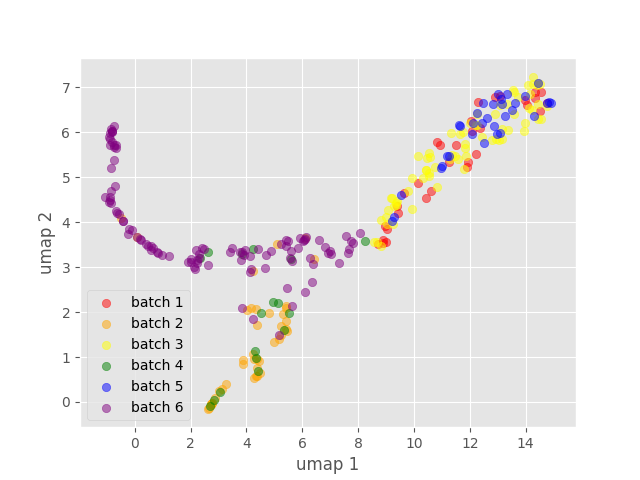 7
6
5
4
3
2
1
0
umap 2
batch 1
batch 2
batch 3
batch 4
batch 5
batch 6
0 2 4 6 8 10 12 14
umap 1